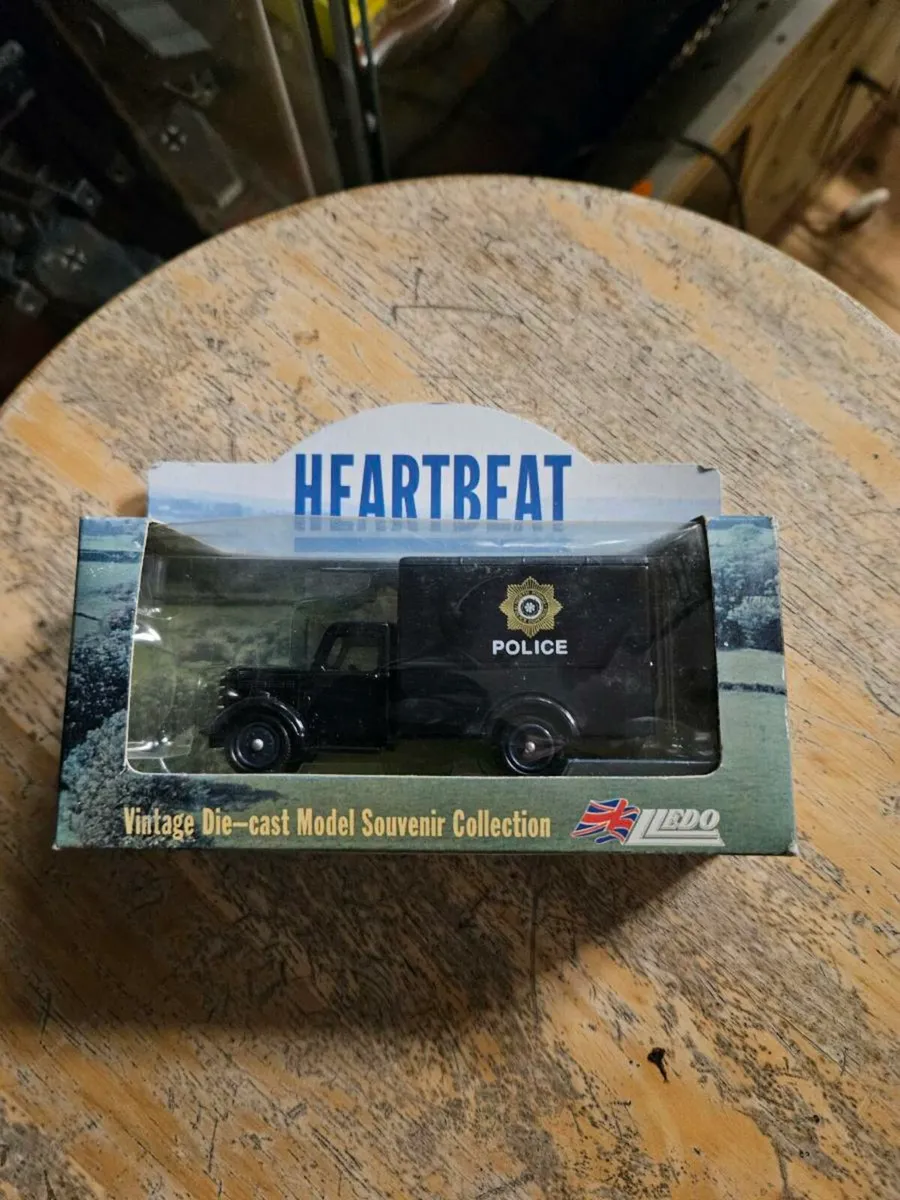 HEARTBEAT
POLICE
Vintage Die-cast Model Souvenir Collection
LLEDO